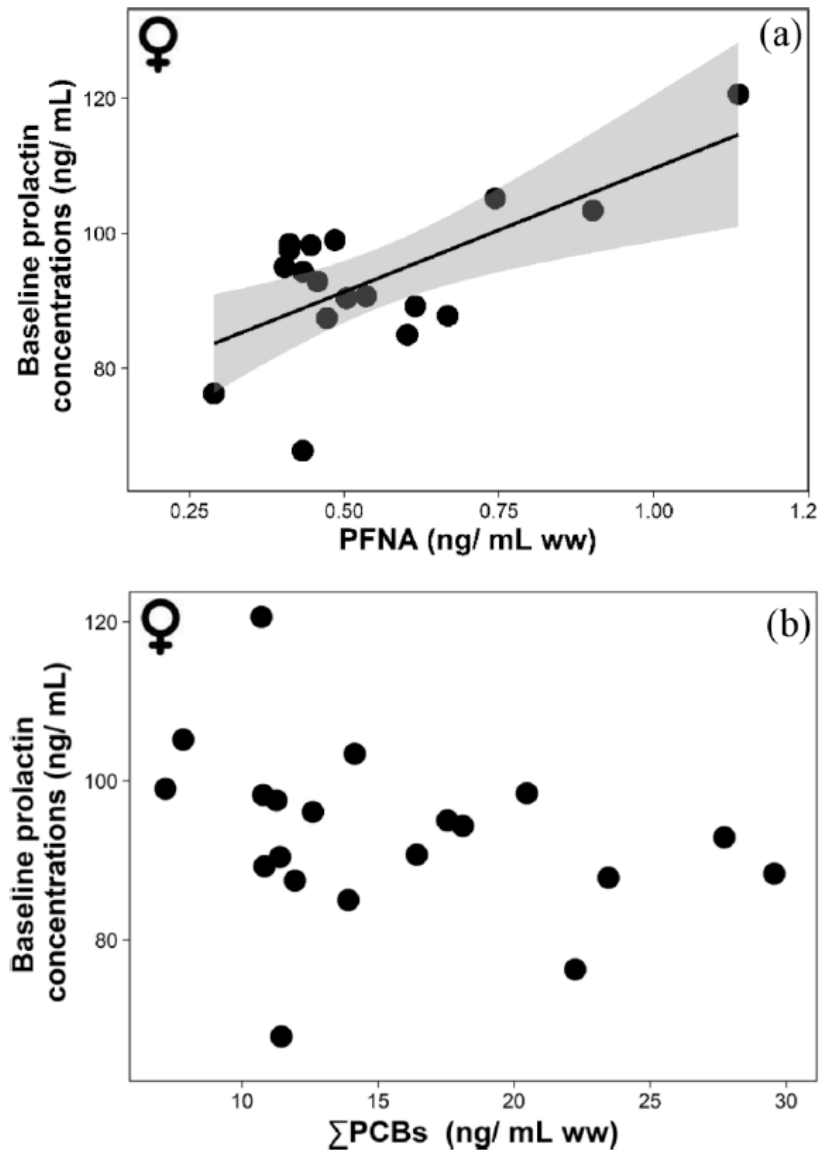 (a)
Baseline prolactin
concentrations (ng/ mL)
120
100
80
0.25 0.50 0.75 1.00 1.2
PFNA (ng/ mL ww)
(b)
Baseline prolactin
concentrations (ng/ mL)
120
100
80
10 15 20 25 30
∑PCBs (ng/ mL ww)